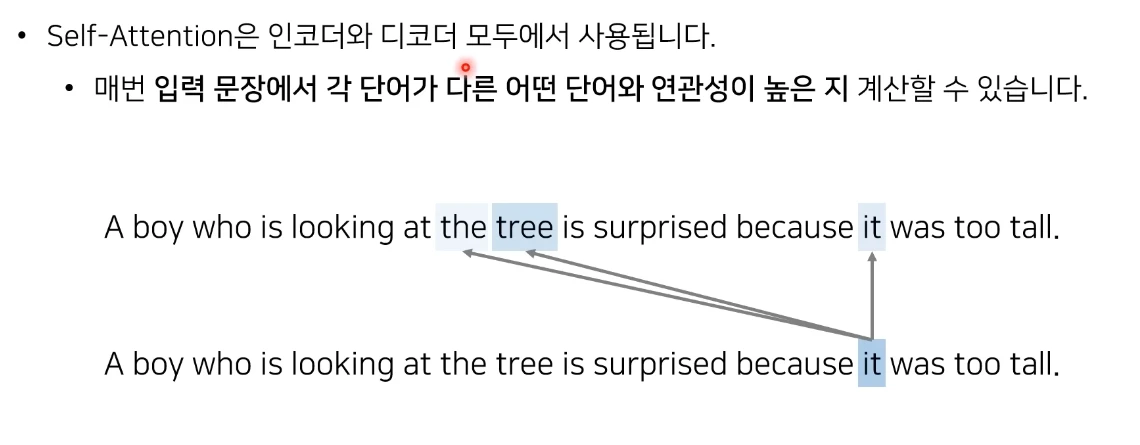 • Self-Attention은 인코더와 디코더 모두에서 사용됩니다.
• 매번 입력 문장에서 각 단어가 다른 어떤 단어와 연관성이 높은 지 계산할 수 있습니다.
A boy who is looking at the tree is surprised because it was too tall.
A boy who is looking at the tree is surprised because it was too tall.